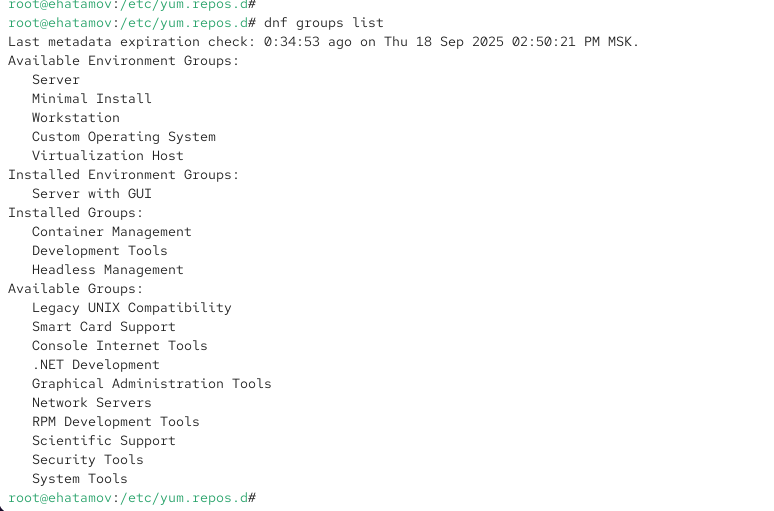 root@ehatamov:/etc/yum.repos.d#
root@ehatamov:/etc/yum.repos.d# dnf groups list
Last metadata expiration check: 0:34:53 ago on Thu 18 Sep 2025 02:50:21 PM MSK.
Available Environment Groups:
   Server
   Minimal Install
   Workstation
   Custom Operating System
   Virtualization Host
Installed Environment Groups:
   Server with GUI
Installed Groups:
   Container Management
   Development Tools
   Headless Management
Available Groups:
   Legacy UNIX Compatibility
   Smart Card Support
   Console Internet Tools
   .NET Development
   Graphical Administration Tools
   Network Servers
   RPM Development Tools
   Scientific Support
   Security Tools
   System Tools
root@ehatamov:/etc/yum.repos.d#